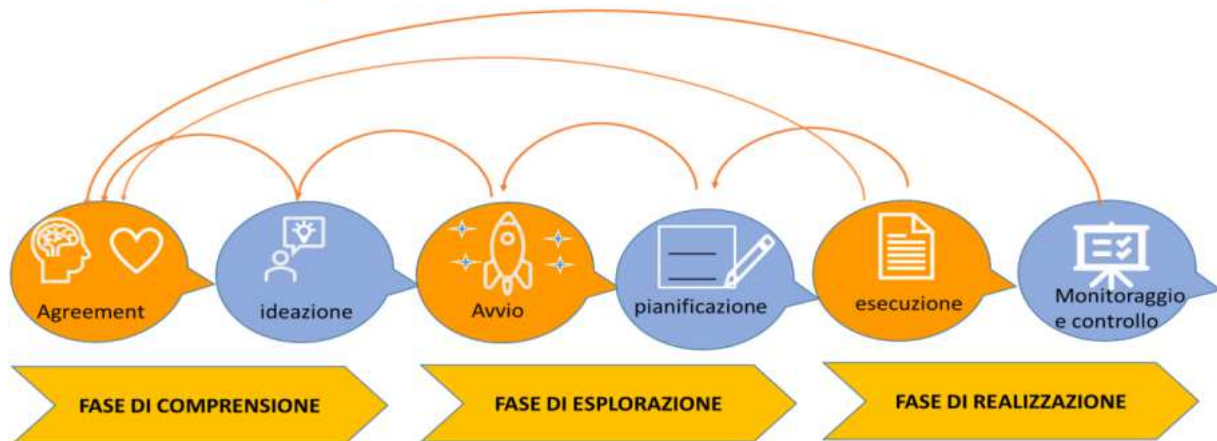 Agreement
ideazione
Avvio
pianificazione
esecuzione
Monitoraggio
e controllo
FASE DI COMPRENSIONE
FASE DI ESPLORAZIONE
FASE DI REALIZZAZIONE